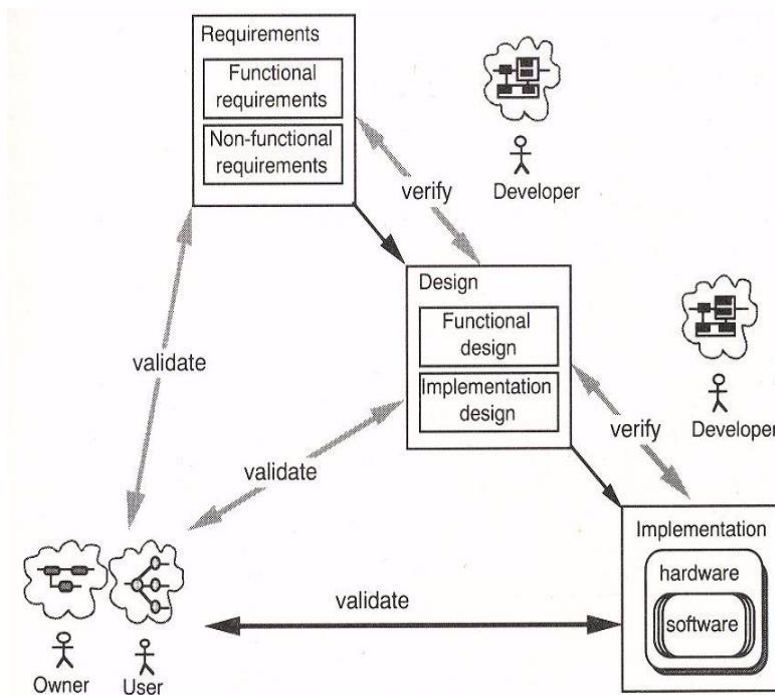 Requirements
Functional
requirements
Non-functional
requirements
verify
Developer
Design
Functional
design
Implementation
design
validate
validate
verify
Developer
Implementation
hardware
software
validate
Owner
User